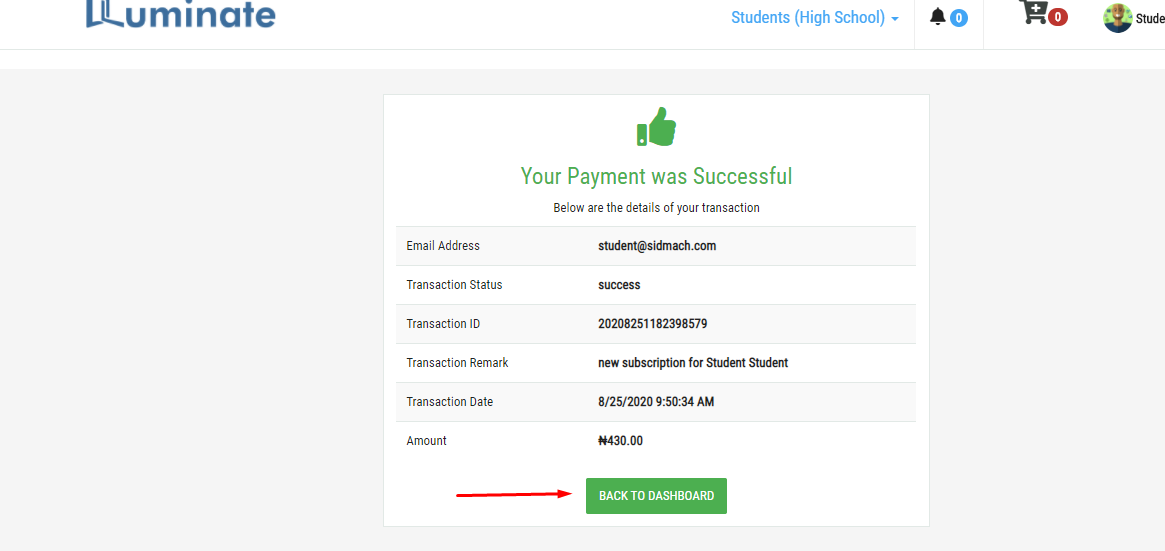 iLuminate
Students (High School)
0
0
Stude
Your Payment was Successful
Below are the details of your transaction
Email Address student@sidmach.com
Transaction Status success
Transaction ID 20208251182398579
Transaction Remark new subscription for Student Student
Transaction Date 8/25/2020 9:50:34 AM
Amount ₦430.00
BACK TO DASHBOARD